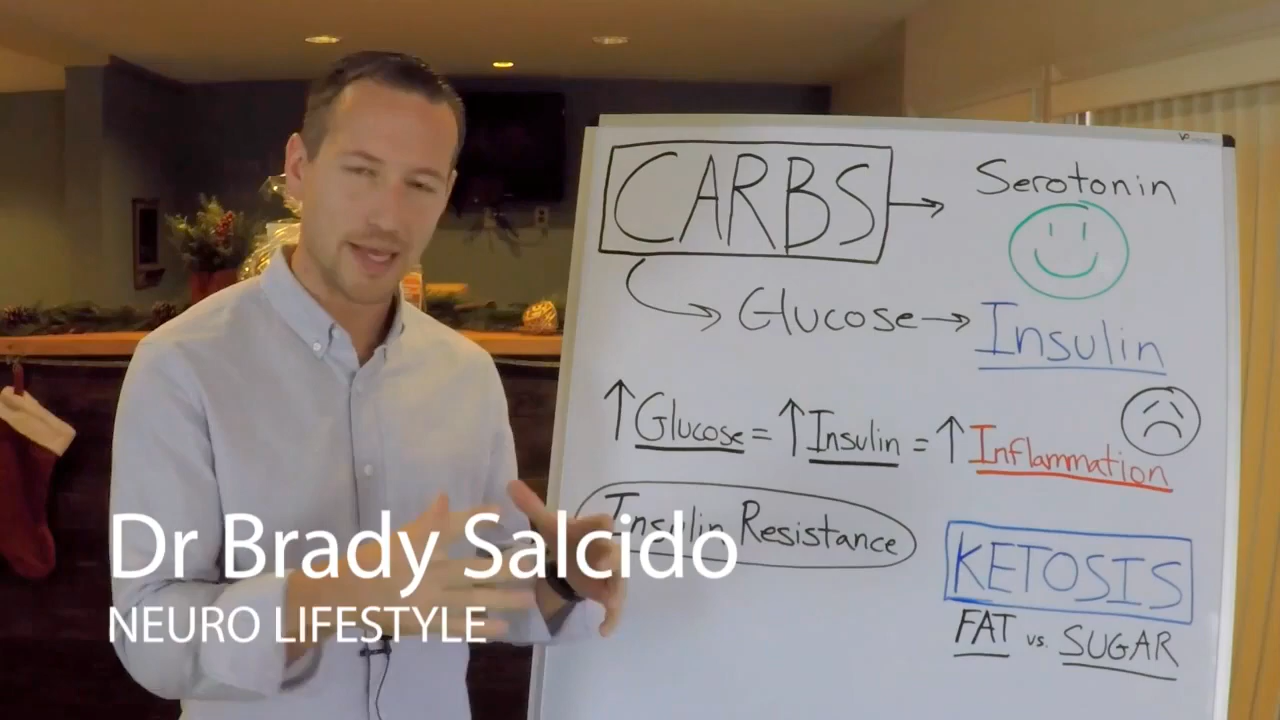 CARBS → Serotonin
Glucose → Insulin
↑ Glucose = ↑ Insulin = ↑ Inflammation
Insulin Resistance
KETOSIS
FAT vs. SUGAR
Dr Brady Salcido
NEURO LIFESTYLE